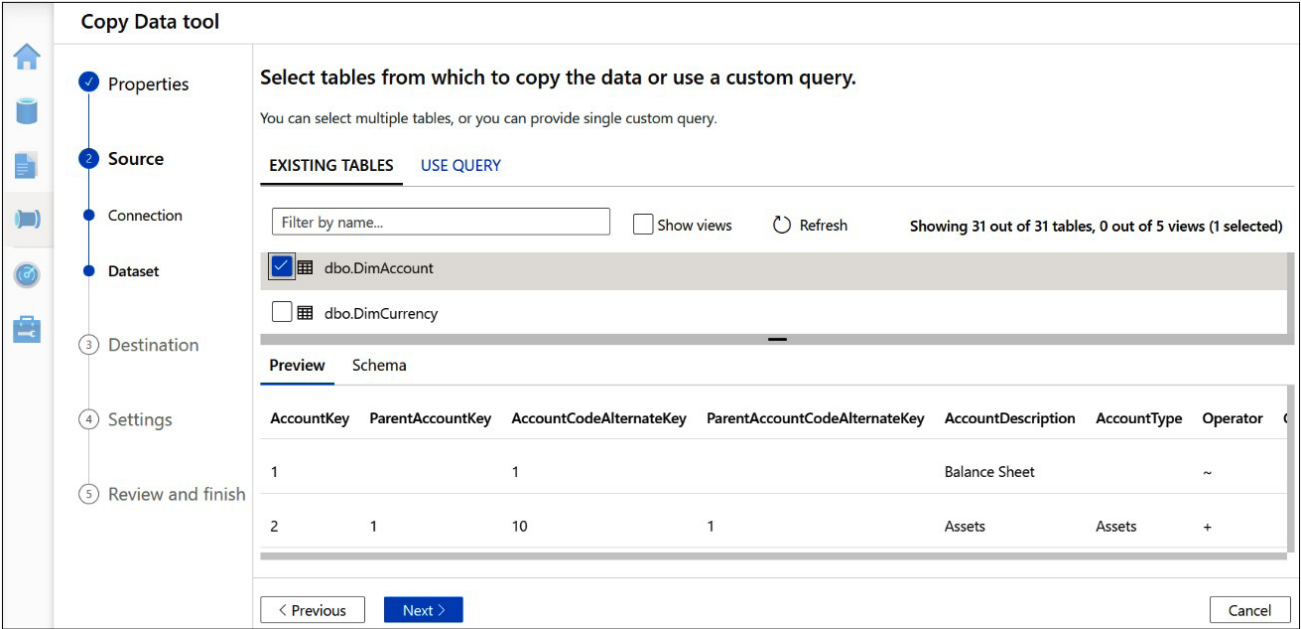 Copy Data tool
Properties
2 Source
Connection
Dataset
3 Destination
4 Settings
5 Review and finish
Select tables from which to copy the data or use a custom query.
You can select multiple tables, or you can provide single custom query.
EXISTING TABLES USE QUERY
Filter by name... Show views Refresh Showing 31 out of 31 tables, 0 out of 5 views (1 selected)
dbo.DimAccount
dbo.DimCurrency
Preview Schema
AccountKey ParentAccountKey AccountCodeAlternateKey ParentAccountCodeAlternateKey AccountDescription AccountType Operator
1 1 Balance Sheet ~
2 1 10 1 Assets Assets +
< Previous Next > Cancel